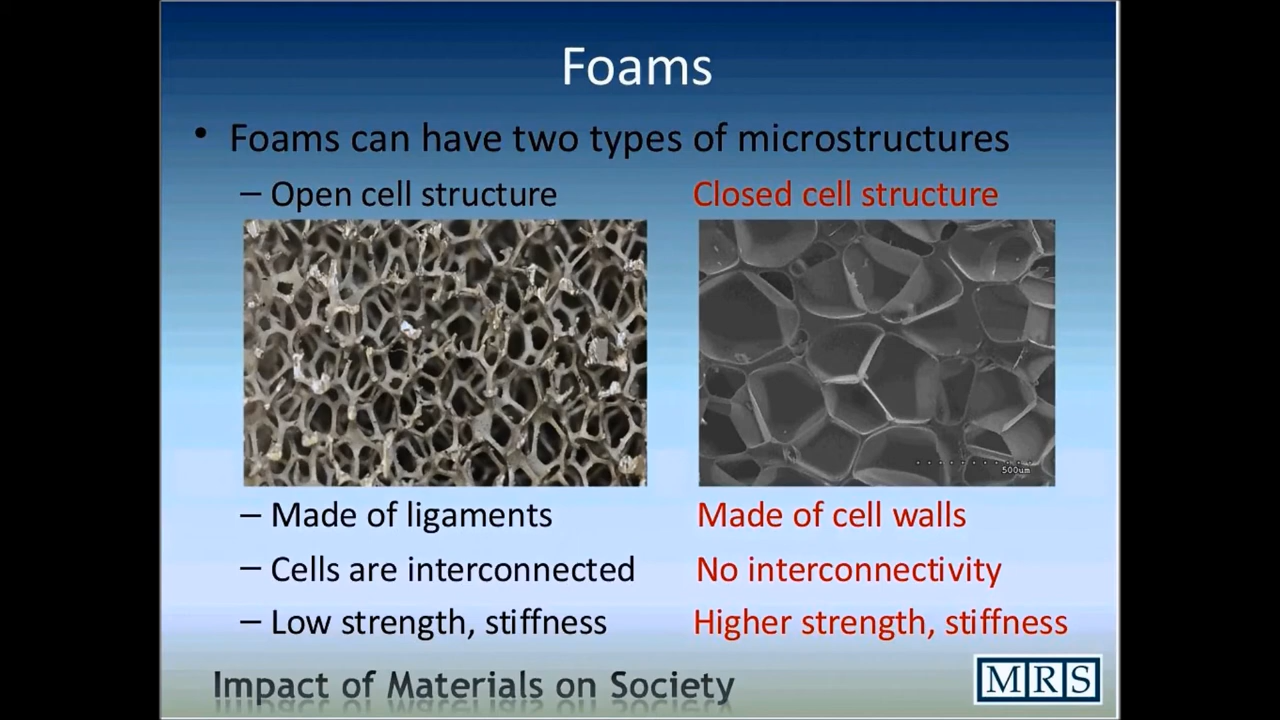 Foams
• Foams can have two types of microstructures
– Open cell structure
Closed cell structure
500um
– Made of ligaments
Made of cell walls
– Cells are interconnected
No interconnectivity
– Low strength, stiffness
Higher strength, stiffness
Impact of Materials on Society
MRS